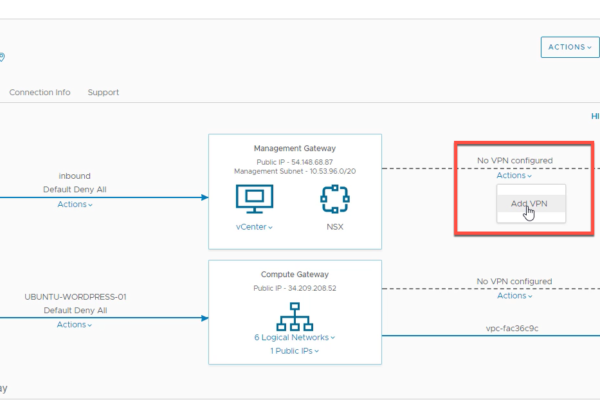 ACTIONS
Connection Info
Support
HI
Management Gateway
Public IP - 54.148.68.87
Management Subnet - 10.53.96.0/20
vCenter
NSX
inbound
Default Deny All
Actions
No VPN configured
Actions
Add VPN
Compute Gateway
Public IP - 34.209.208.52
6 Logical Networks
1 Public IPs
UBUNTU-WORDPRESS-01
Default Deny All
Actions
No VPN configured
Actions
vpc-fac36c9c
ay